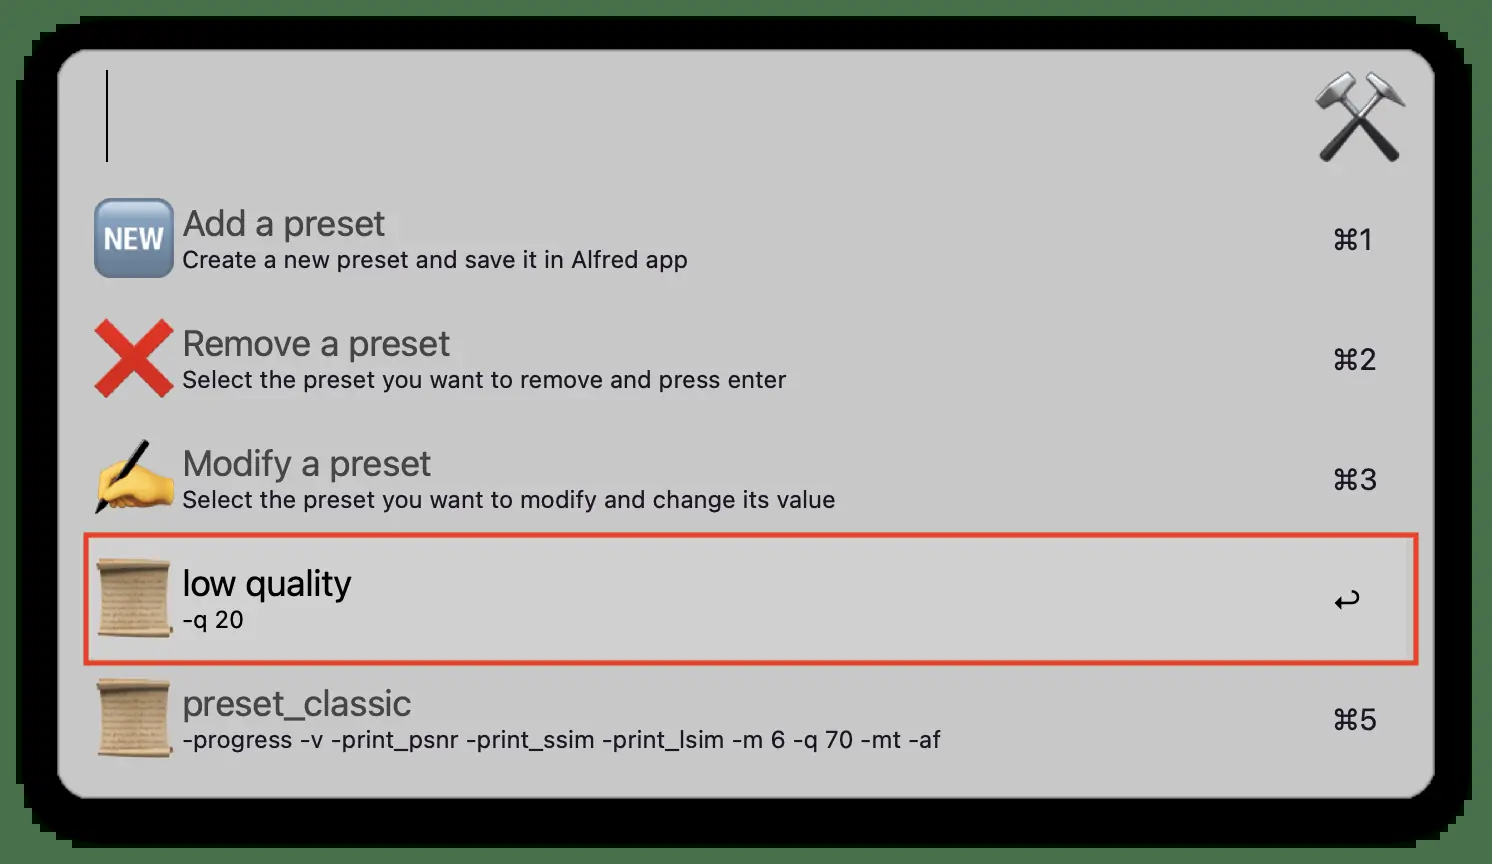 NEW
Add a preset
Create a new preset and save it in Alfred app
⌘1
Remove a preset
Select the preset you want to remove and press enter
⌘2
Modify a preset
Select the preset you want to modify and change its value
⌘3
low quality
-q 20
↩
preset_classic
-progress -v -print_psnr -print_ssim -print_lsim -m 6 -q 70 -mt -af
⌘5